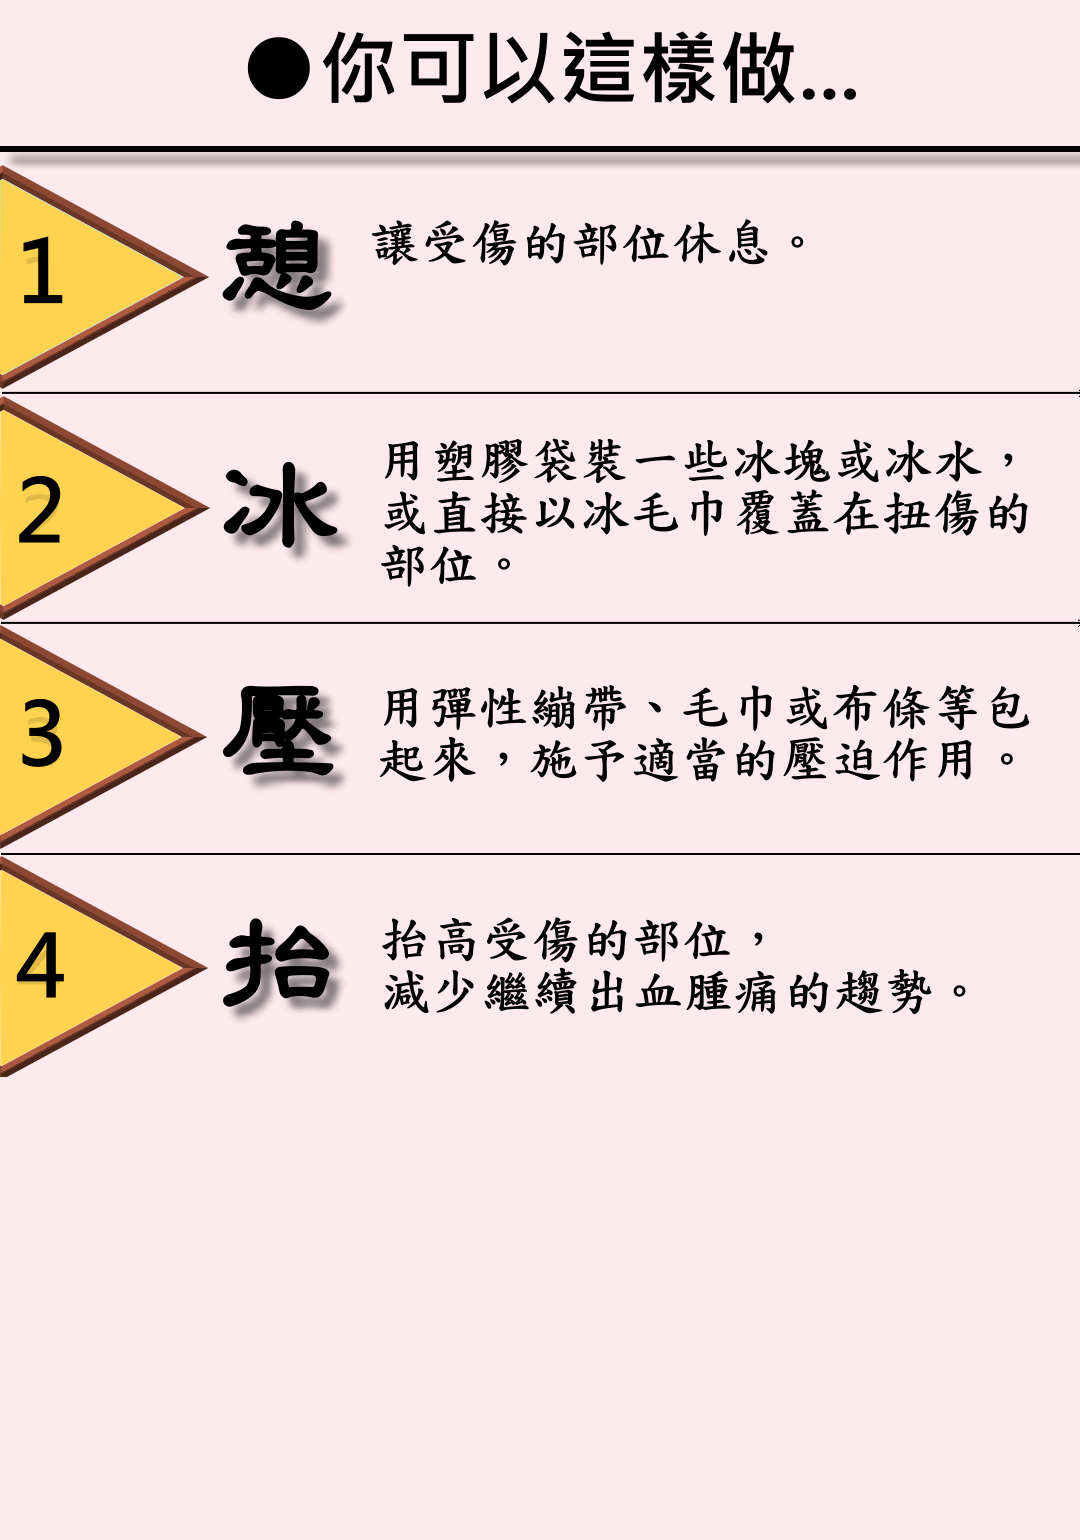 ●你可以這樣做...
1
憩
讓受傷的部位休息。
2
冰
用塑膠袋裝一些冰塊或冰水，
或直接以冰毛巾覆蓋在扭傷的
部位。
3
壓
用彈性繃帶、毛巾或布條等包
起來，施予適當的壓迫作用。
4
抬
抬高受傷的部位，
減少繼續出血腫痛的趨勢。